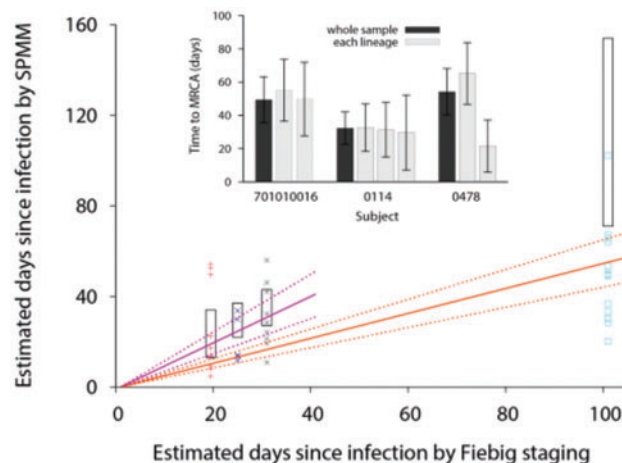 160
120
80
40
0
Estimated days since infection by SPMM
0 20 40 60 80 100
Estimated days since infection by Fiebig staging
100
80
60
40
20
0
Time to MRCA (days)
whole sample
each lineage
701010016 0114 0478
Subject